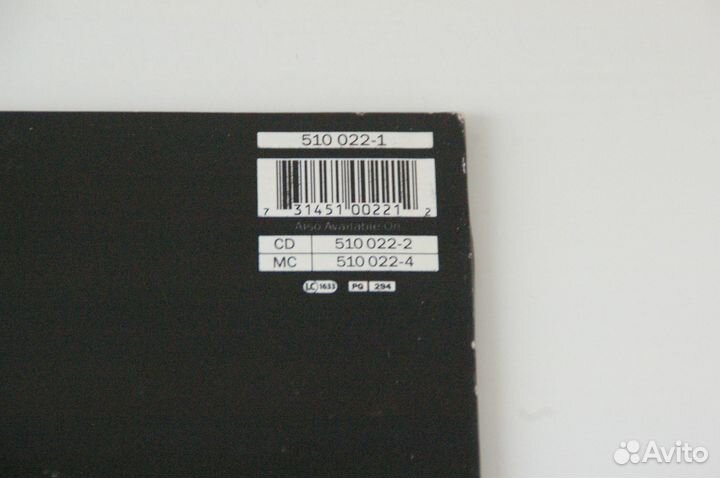 510 022-1
7 31451 00221 2
Also Available On
CD 510 022-2
MC 510 022-4
LC 1633 PG 294
Avito